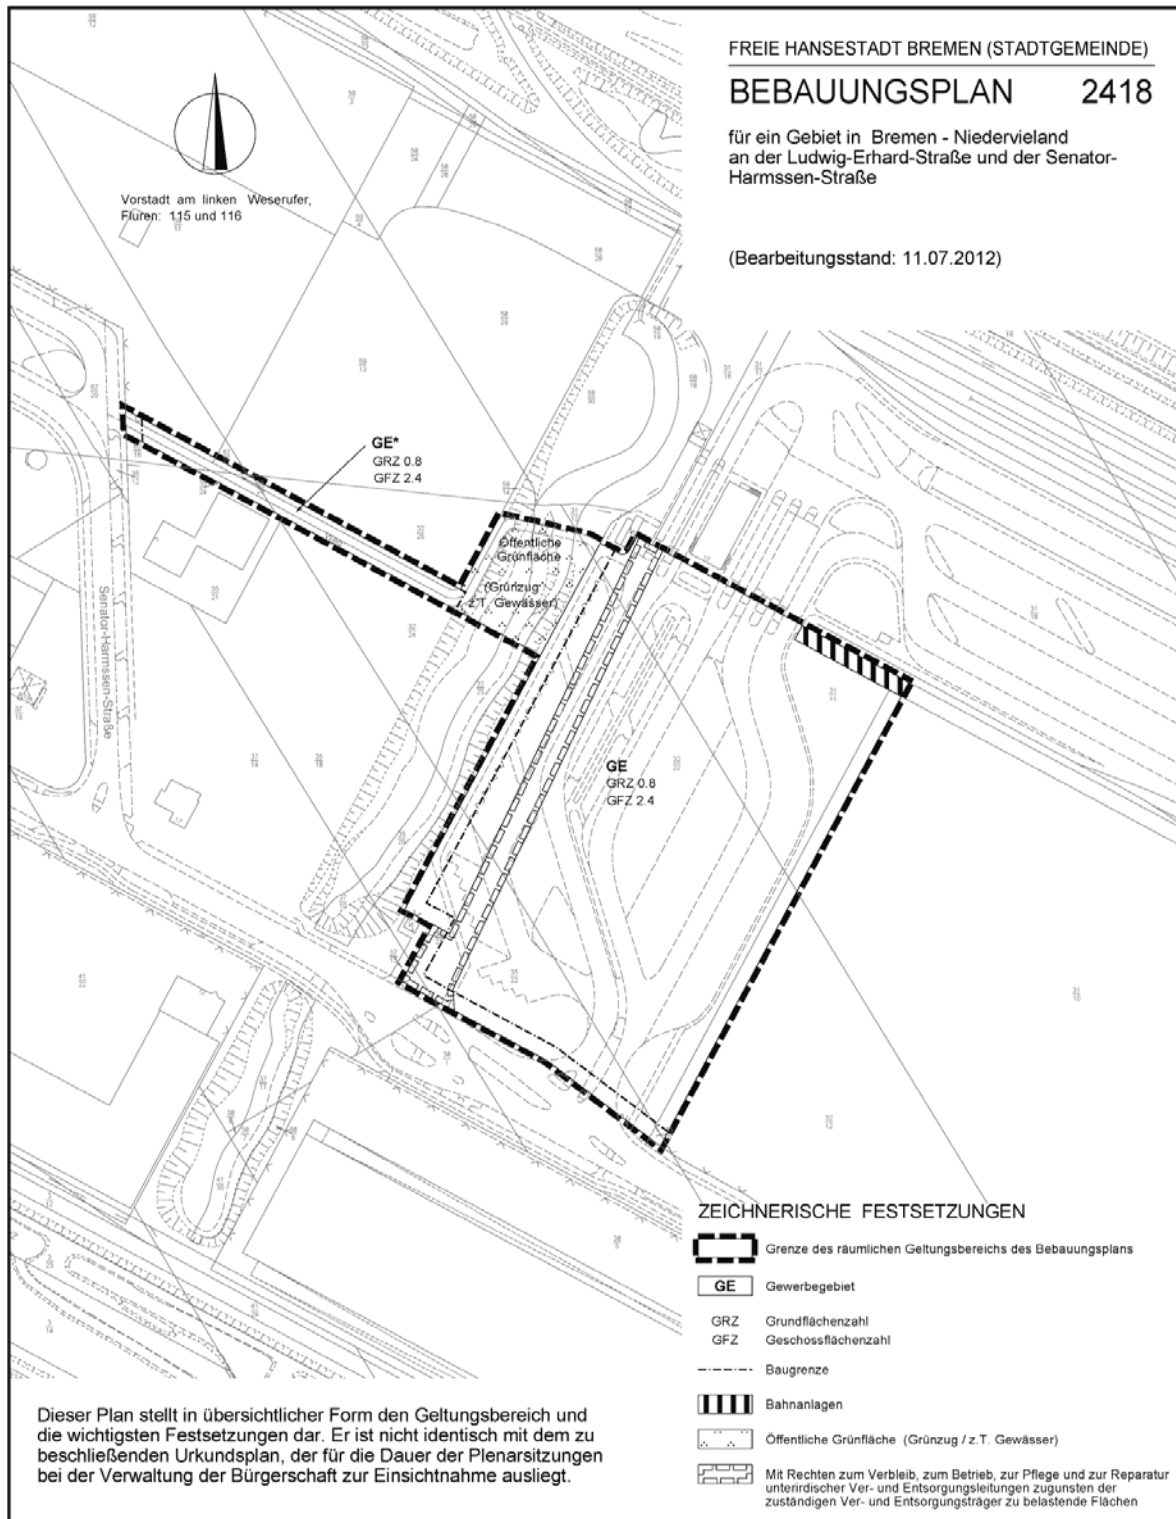 FREIE HANSESTADT BREMEN (STADTGEMEINDE)
BEBAUUNGSPLAN 2418
für ein Gebiet in Bremen - Niedervieland
an der Ludwig-Erhard-Straße und der Senator-
Harmssen-Straße
(Bearbeitungsstand: 11.07.2012)
Vorstadt am linken Weserufer,
Fluren: 115 und 116
GE*
GRZ 0.8
GFZ 2.4
Öffentliche
Grünfläche
(Grünzug
z.T. Gewässer)
Senator-Harmssen-Straße
GE
GRZ 0.8
GFZ 2.4
ZEICHNERISCHE FESTSETZUNGEN
Grenze des räumlichen Geltungsbereichs des Bebauungsplans
GE Gewerbegebiet
GRZ Grundflächenzahl
GFZ Geschossflächenzahl
Baugrenze
Bahnanlagen
Öffentliche Grünfläche (Grünzug / z.T. Gewässer)
Mit Rechten zum Verbleib, zum Betrieb, zur Pflege und zur Reparatur
unterirdischer Ver- und Entsorgungsleitungen zugunsten der
zuständigen Ver- und Entsorgungsträger zu belastende Flächen
Dieser Plan stellt in übersichtlicher Form den Geltungsbereich und
die wichtigsten Festsetzungen dar. Er ist nicht identisch mit dem zu
beschließenden Urkundsplan, der für die Dauer der Plenarsitzungen
bei der Verwaltung der Bürgerschaft zur Einsichtnahme ausliegt.